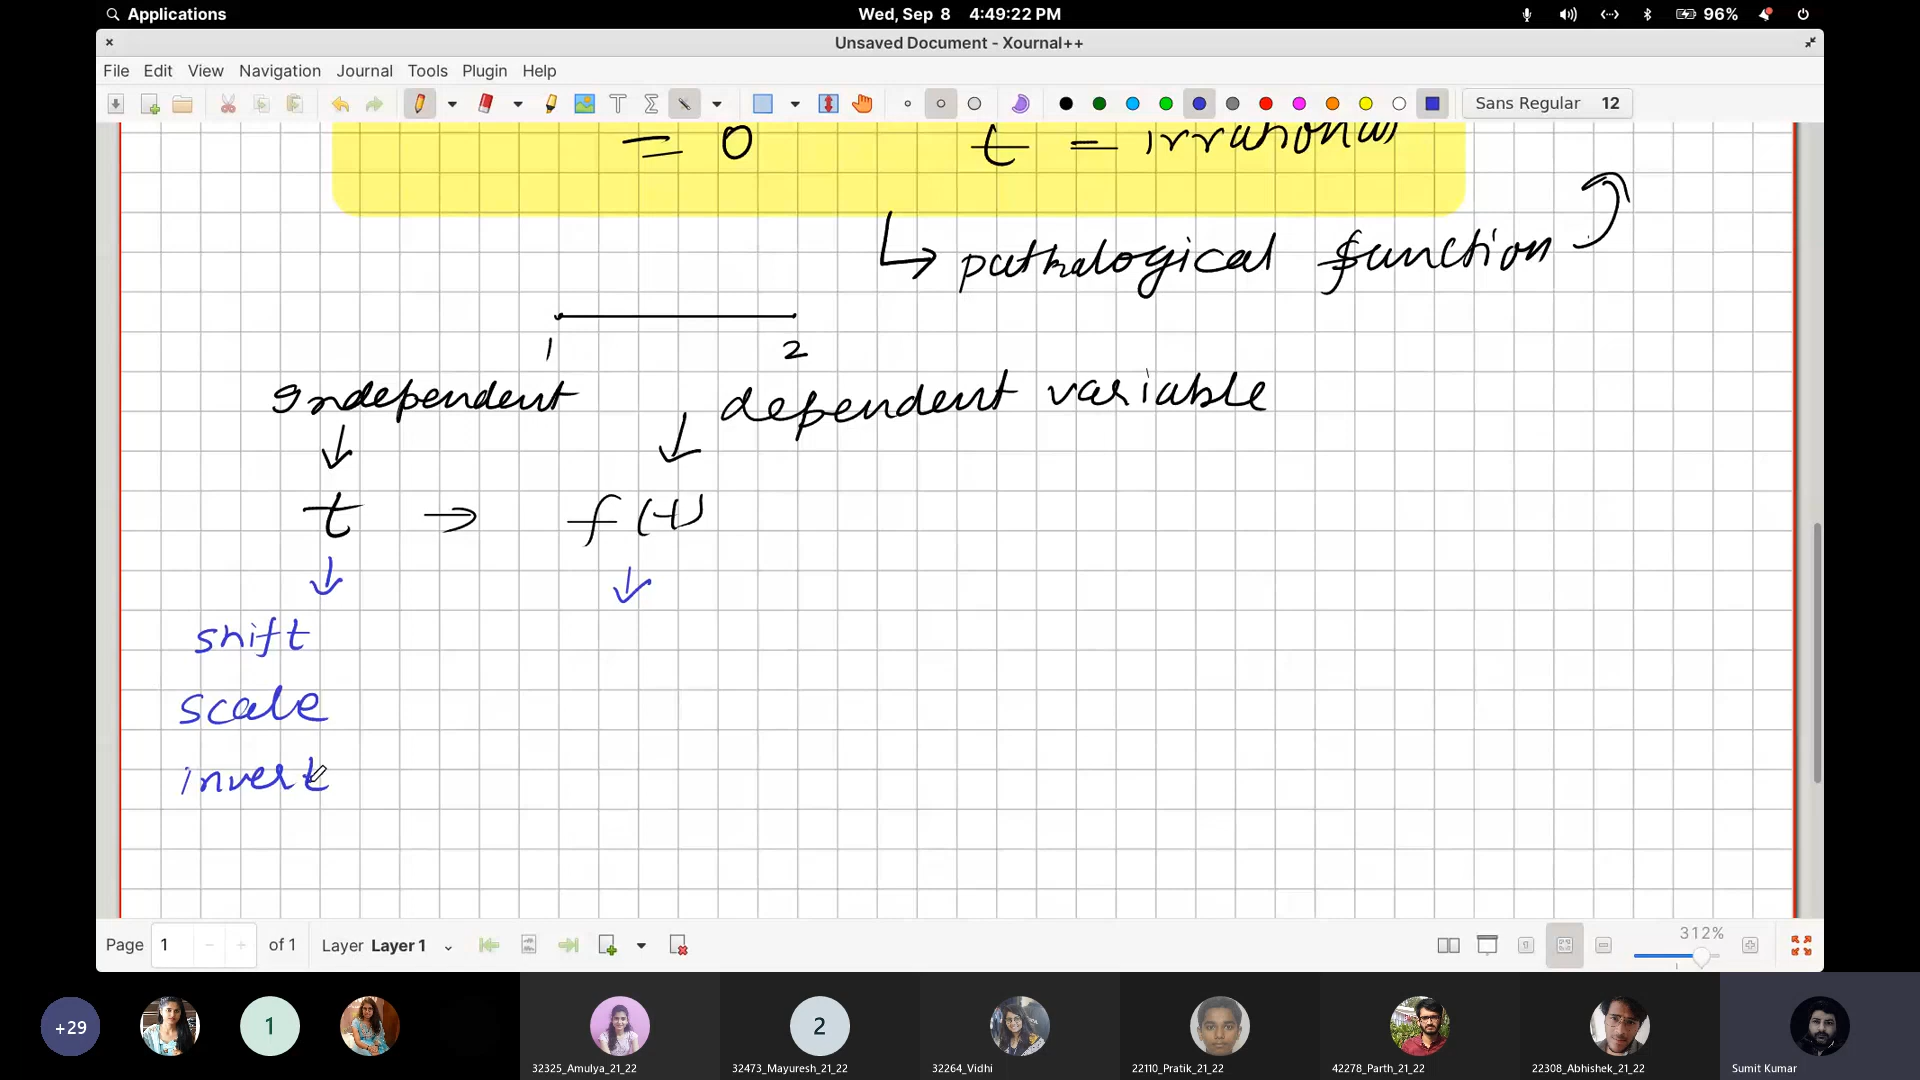 Applications
Wed, Sep 8 4:49:22 PM
96%
Unsaved Document - Xournal++
File Edit View Navigation Journal Tools Plugin Help
Sans Regular 12
= 0 t = irrational
pathalogical function
1 2
Independent dependent variable
t → f(t)
shift
scale
invert
Page 1 of 1 Layer Layer 1
312%
+29
1
2
32325_Amulya_21_22
32473_Mayuresh_21_22
32264_Vidhi
22110_Pratik_21_22
42278_Parth_21_22
22308_Abhishek_21_22
Sumit Kumar